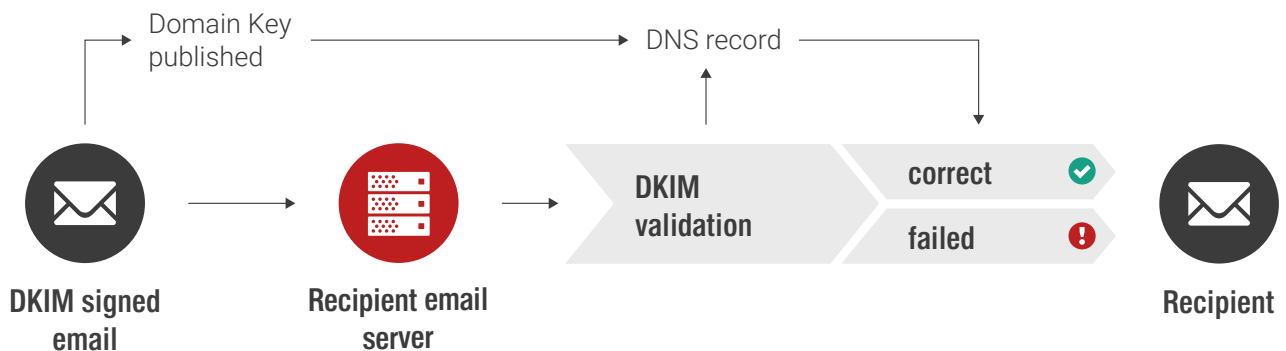 Domain Key
published
DNS record
DKIM
validation
correct
failed
DKIM signed
email
Recipient email
server
Recipient